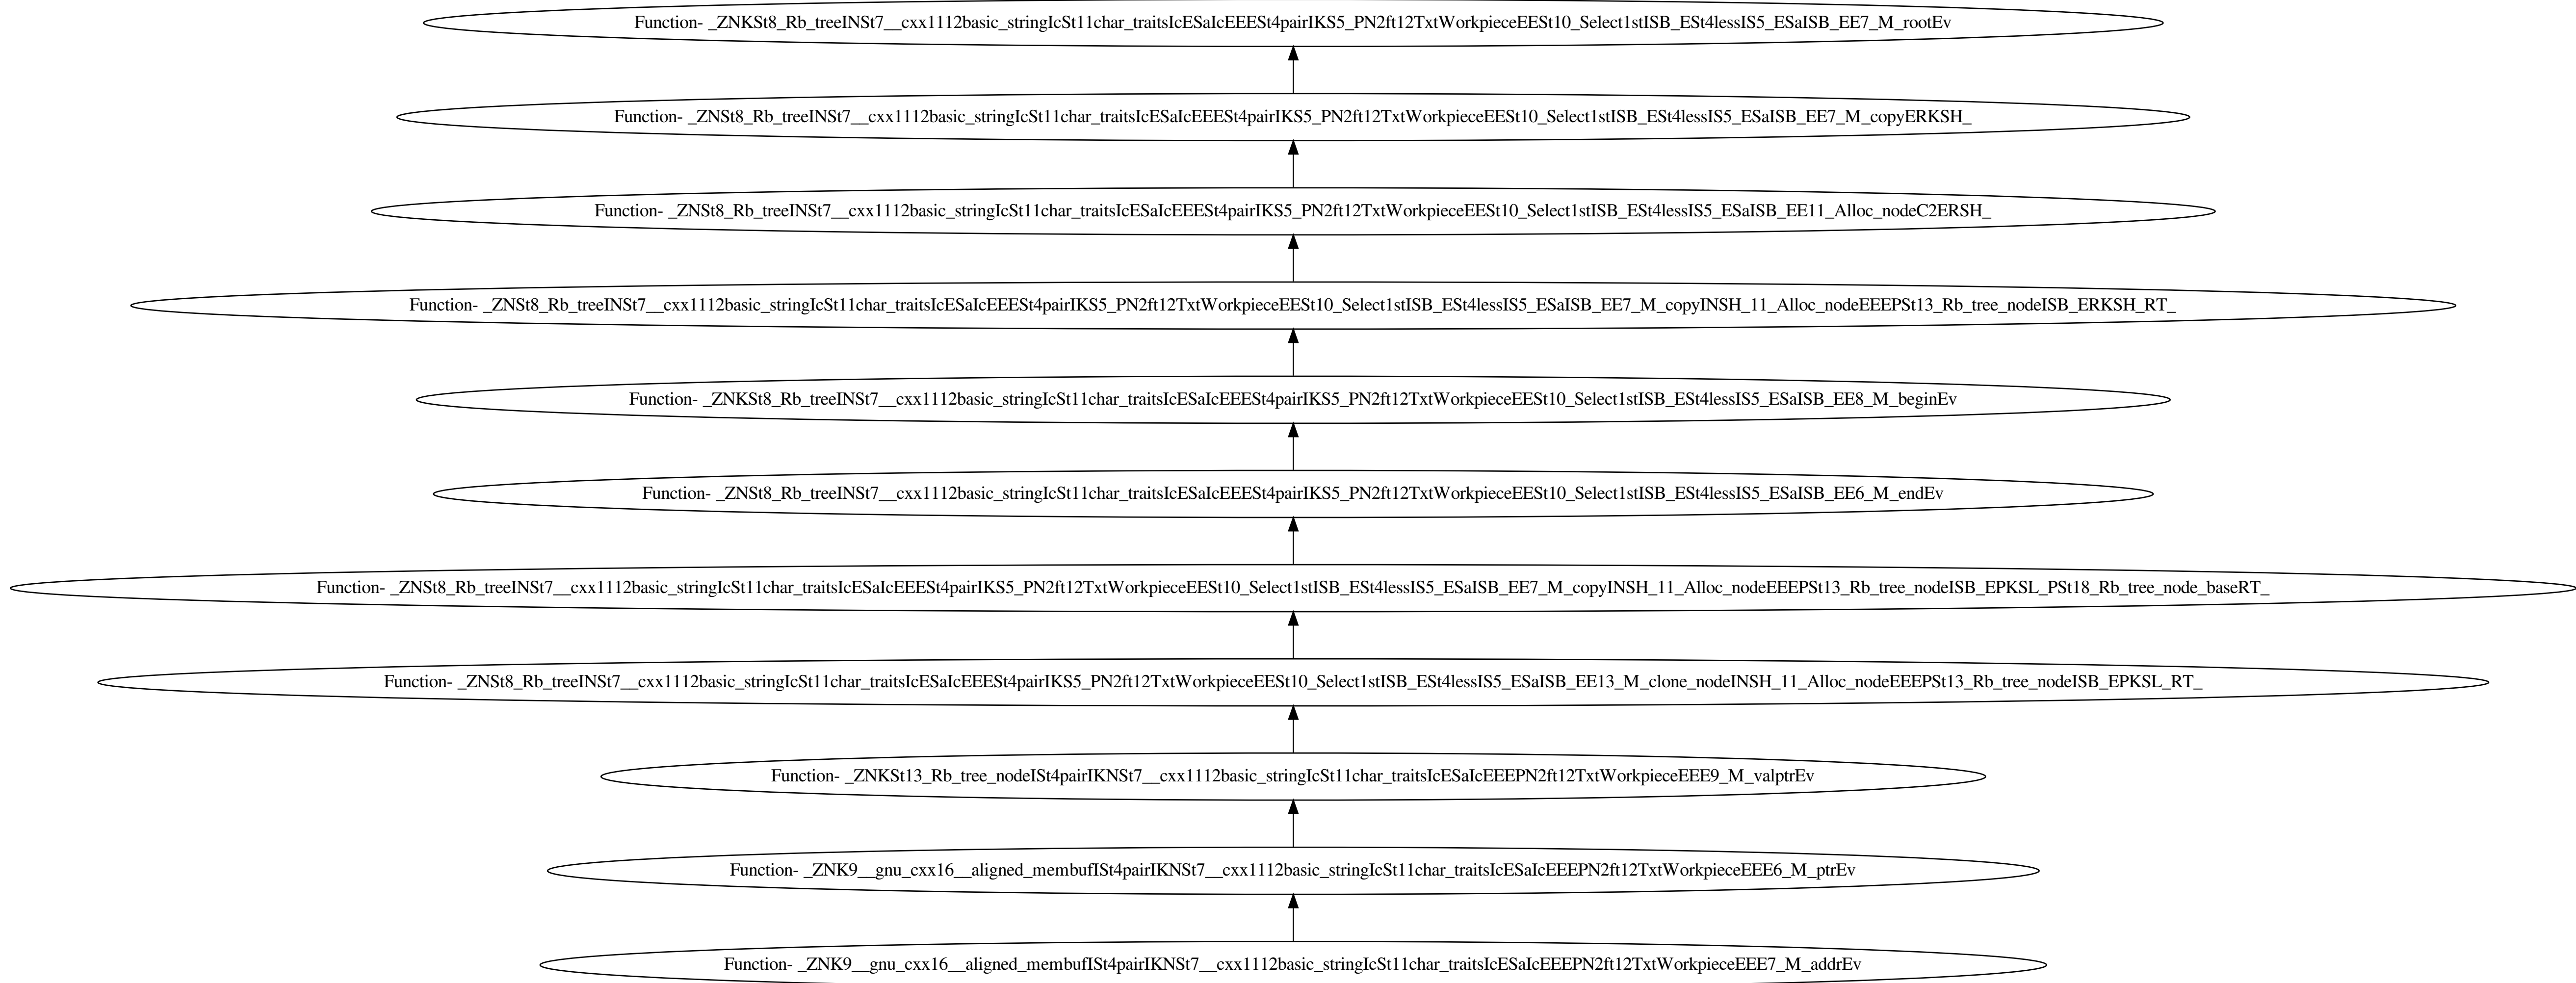 Function- _ZNKSt8_Rb_treeINSt7__cxx1112basic_stringIcSt11char_traitsIcESaIcEEESt4pairIKS5_PN2ft12TxtWorkpieceEESt10_Select1stISB_ESt4lessIS5_ESaISB_EE7_M_rootEv
Function- _ZNSt8_Rb_treeINSt7__cxx1112basic_stringIcSt11char_traitsIcESaIcEEESt4pairIKS5_PN2ft12TxtWorkpieceEESt10_Select1stISB_ESt4lessIS5_ESaISB_EE7_M_copyERKSH_
Function- _ZNSt8_Rb_treeINSt7__cxx1112basic_stringIcSt11char_traitsIcESaIcEEESt4pairIKS5_PN2ft12TxtWorkpieceEESt10_Select1stISB_ESt4lessIS5_ESaISB_EE11_Alloc_nodeC2ERSH_
Function- _ZNSt8_Rb_treeINSt7__cxx1112basic_stringIcSt11char_traitsIcESaIcEEESt4pairIKS5_PN2ft12TxtWorkpieceEESt10_Select1stISB_ESt4lessIS5_ESaISB_EE7_M_copyINSH_11_Alloc_nodeEEEPSt13_Rb_tree_nodeISB_ERKSH_RT_
Function- _ZNKSt8_Rb_treeINSt7__cxx1112basic_stringIcSt11char_traitsIcESaIcEEESt4pairIKS5_PN2ft12TxtWorkpieceEESt10_Select1stISB_ESt4lessIS5_ESaISB_EE8_M_beginEv
Function- _ZNSt8_Rb_treeINSt7__cxx1112basic_stringIcSt11char_traitsIcESaIcEEESt4pairIKS5_PN2ft12TxtWorkpieceEESt10_Select1stISB_ESt4lessIS5_ESaISB_EE6_M_endEv
Function- _ZNSt8_Rb_treeINSt7__cxx1112basic_stringIcSt11char_traitsIcESaIcEEESt4pairIKS5_PN2ft12TxtWorkpieceEESt10_Select1stISB_ESt4lessIS5_ESaISB_EE7_M_copyINSH_11_Alloc_nodeEEEPSt13_Rb_tree_nodeISB_EPKSL_PSt18_Rb_tree_node_baseRT_
Function- _ZNSt8_Rb_treeINSt7__cxx1112basic_stringIcSt11char_traitsIcESaIcEEESt4pairIKS5_PN2ft12TxtWorkpieceEESt10_Select1stISB_ESt4lessIS5_ESaISB_EE13_M_clone_nodeINSH_11_Alloc_nodeEEEPSt13_Rb_tree_nodeISB_EPKSL_RT_
Function- _ZNKSt13_Rb_tree_nodeISt4pairIKNSt7__cxx1112basic_stringIcSt11char_traitsIcESaIcEEEPN2ft12TxtWorkpieceEEE9_M_valptrEv
Function- _ZNK9__gnu_cxx16__aligned_membufISt4pairIKNSt7__cxx1112basic_stringIcSt11char_traitsIcESaIcEEEPN2ft12TxtWorkpieceEEE6_M_ptrEv
Function- _ZNK9__gnu_cxx16__aligned_membufISt4pairIKNSt7__cxx1112basic_stringIcSt11char_traitsIcESaIcEEEPN2ft12TxtWorkpieceEEE7_M_addrEv